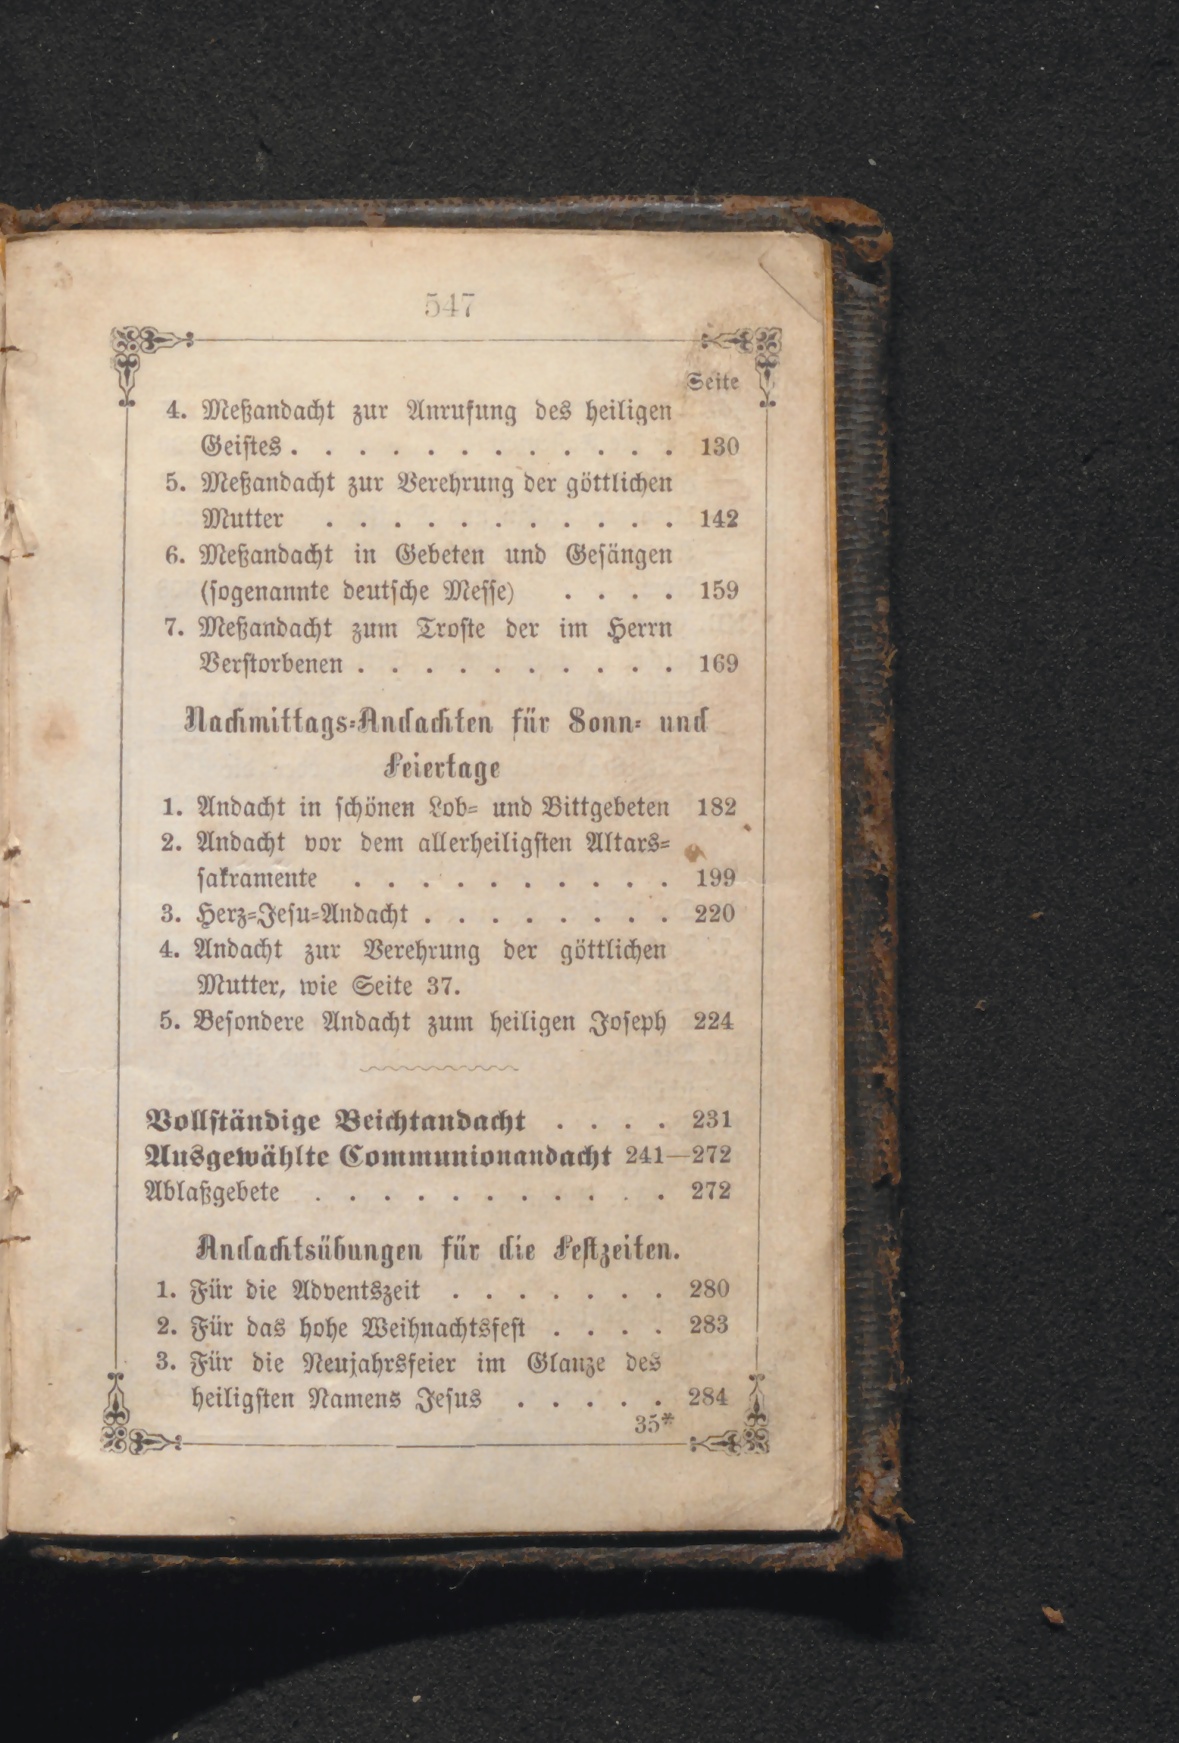 547
Seite
4. Meßandacht zur Anrufung des heiligen
Geistes . . . . . . . . . . . . 130
5. Meßandacht zur Verehrung der göttlichen
Mutter . . . . . . . . . . . 142
6. Meßandacht in Gebeten und Gesängen
(sogenannte deutsche Messe) . . . . 159
7. Meßandacht zum Troste der im Herrn
Verstorbenen . . . . . . . . . . 169
Nachmittags-Andachten für Sonn- und
Feiertage
1. Andacht in schönen Lob- und Bittgebeten 182
2. Andacht vor dem allerheiligsten Altars-
sakramente . . . . . . . . . . 199
3. Herz-Jesu-Andacht . . . . . . . . 220
4. Andacht zur Verehrung der göttlichen
Mutter, wie Seite 37.
5. Besondere Andacht zum heiligen Joseph 224
Vollständige Beichtandacht . . . . 231
Ausgewählte Communionandacht 241—272
Ablaßgebete . . . . . . . . . . . 272
Andachtsübungen für die Festzeiten.
1. Für die Adventszeit . . . . . . . 280
2. Für das hohe Weihnachtsfest . . . . 283
3. Für die Neujahrsfeier im Glanze des
heiligsten Namens Jesus . . . . . 284
35*